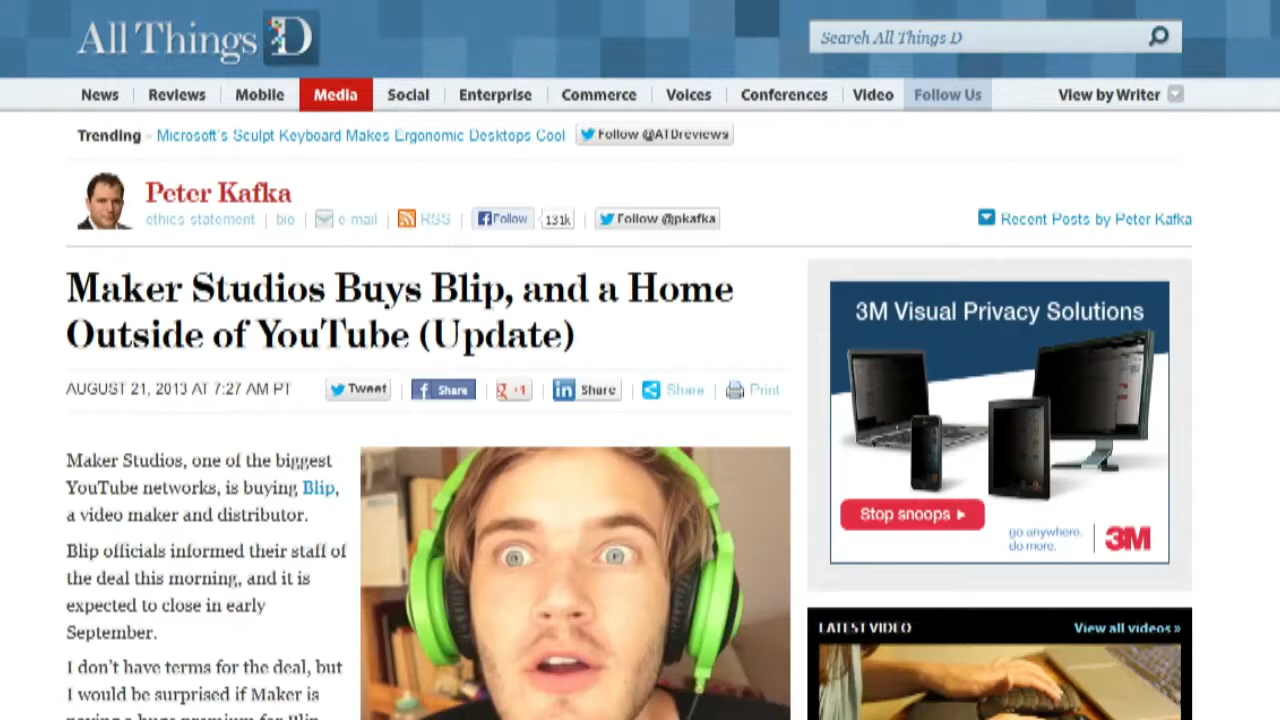 All Things D
Search All Things D
News Reviews Mobile Media Social Enterprise Commerce Voices Conferences Video Follow Us View by Writer
Trending - Microsoft's Sculpt Keyboard Makes Ergonomic Desktops Cool Follow @ATDreviews
Peter Kafka
ethics statement | bio | e-mail | RSS | Follow 131k | Follow @pkafka
Recent Posts by Peter Kafka
Maker Studios Buys Blip, and a Home
Outside of YouTube (Update)
AUGUST 21, 2013 AT 7:27 AM PT Tweet | Share | +1 | Share | Share | Print
Maker Studios, one of the biggest
YouTube networks, is buying Blip,
a video maker and distributor.
Blip officials informed their staff of
the deal this morning, and it is
expected to close in early
September.
I don't have terms for the deal, but
I would be surprised if Maker is
paying a huge premium for Blip
3M Visual Privacy Solutions
Stop snoops
go anywhere.
do more.
3M
LATEST VIDEO View all videos »